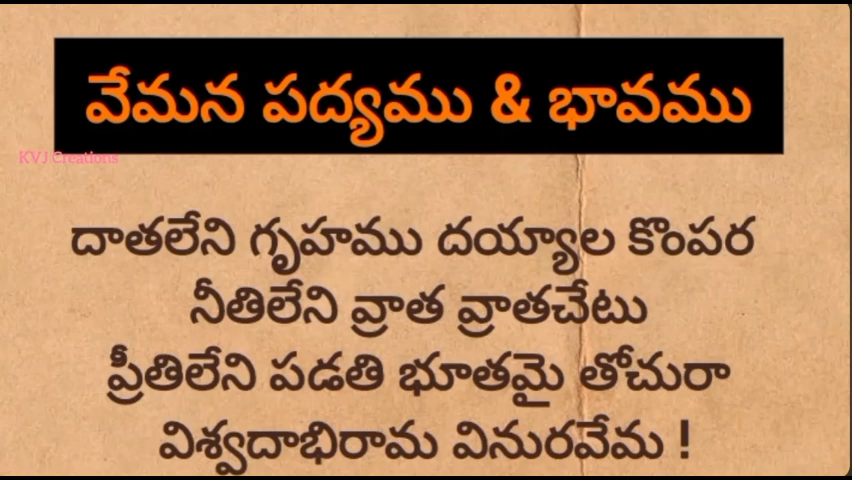 వేమన పద్యము & భావము
KVJ Creations
దాతలేని గృహము దయ్యాల కొంపర
నీతిలేని వ్రాత వ్రాతచేటు
ప్రీతిలేని పడతి భూతమై తోచురా
విశ్వదాభిరామ వినురవేమ !